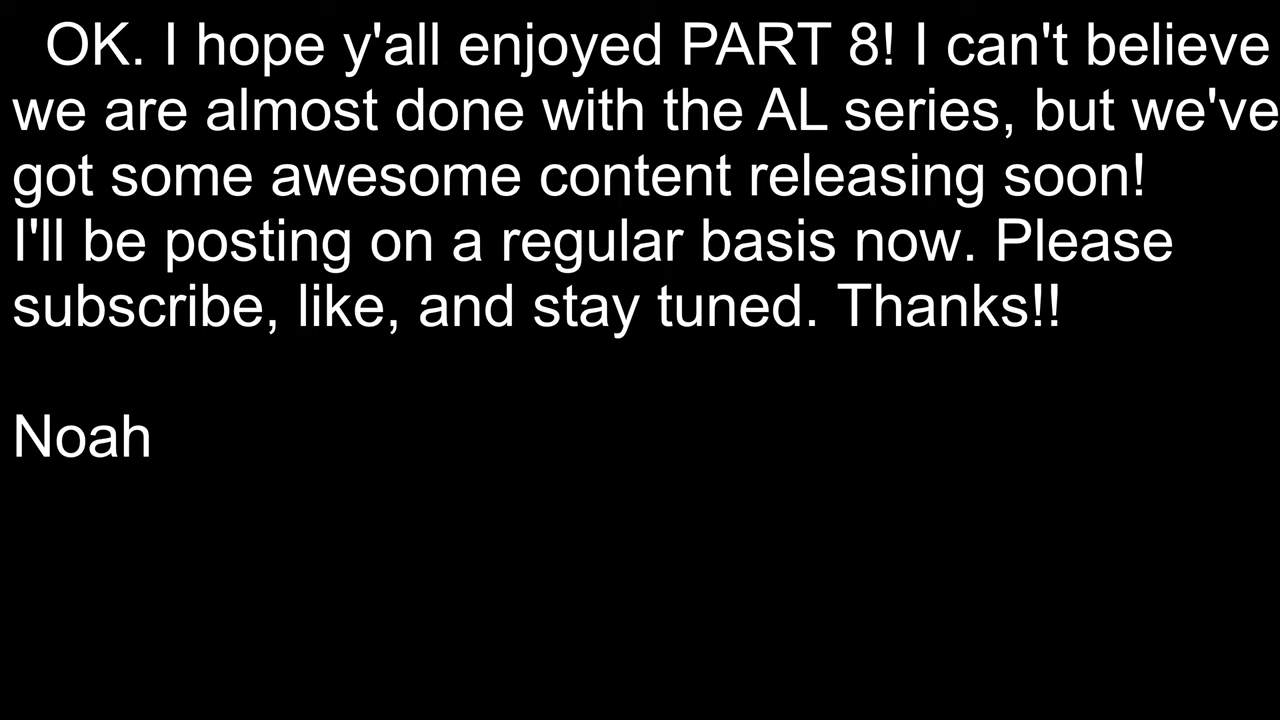 OK. I hope y'all enjoyed PART 8! I can't believe
we are almost done with the AL series, but we've
got some awesome content releasing soon!
I'll be posting on a regular basis now. Please
subscribe, like, and stay tuned. Thanks!!
Noah